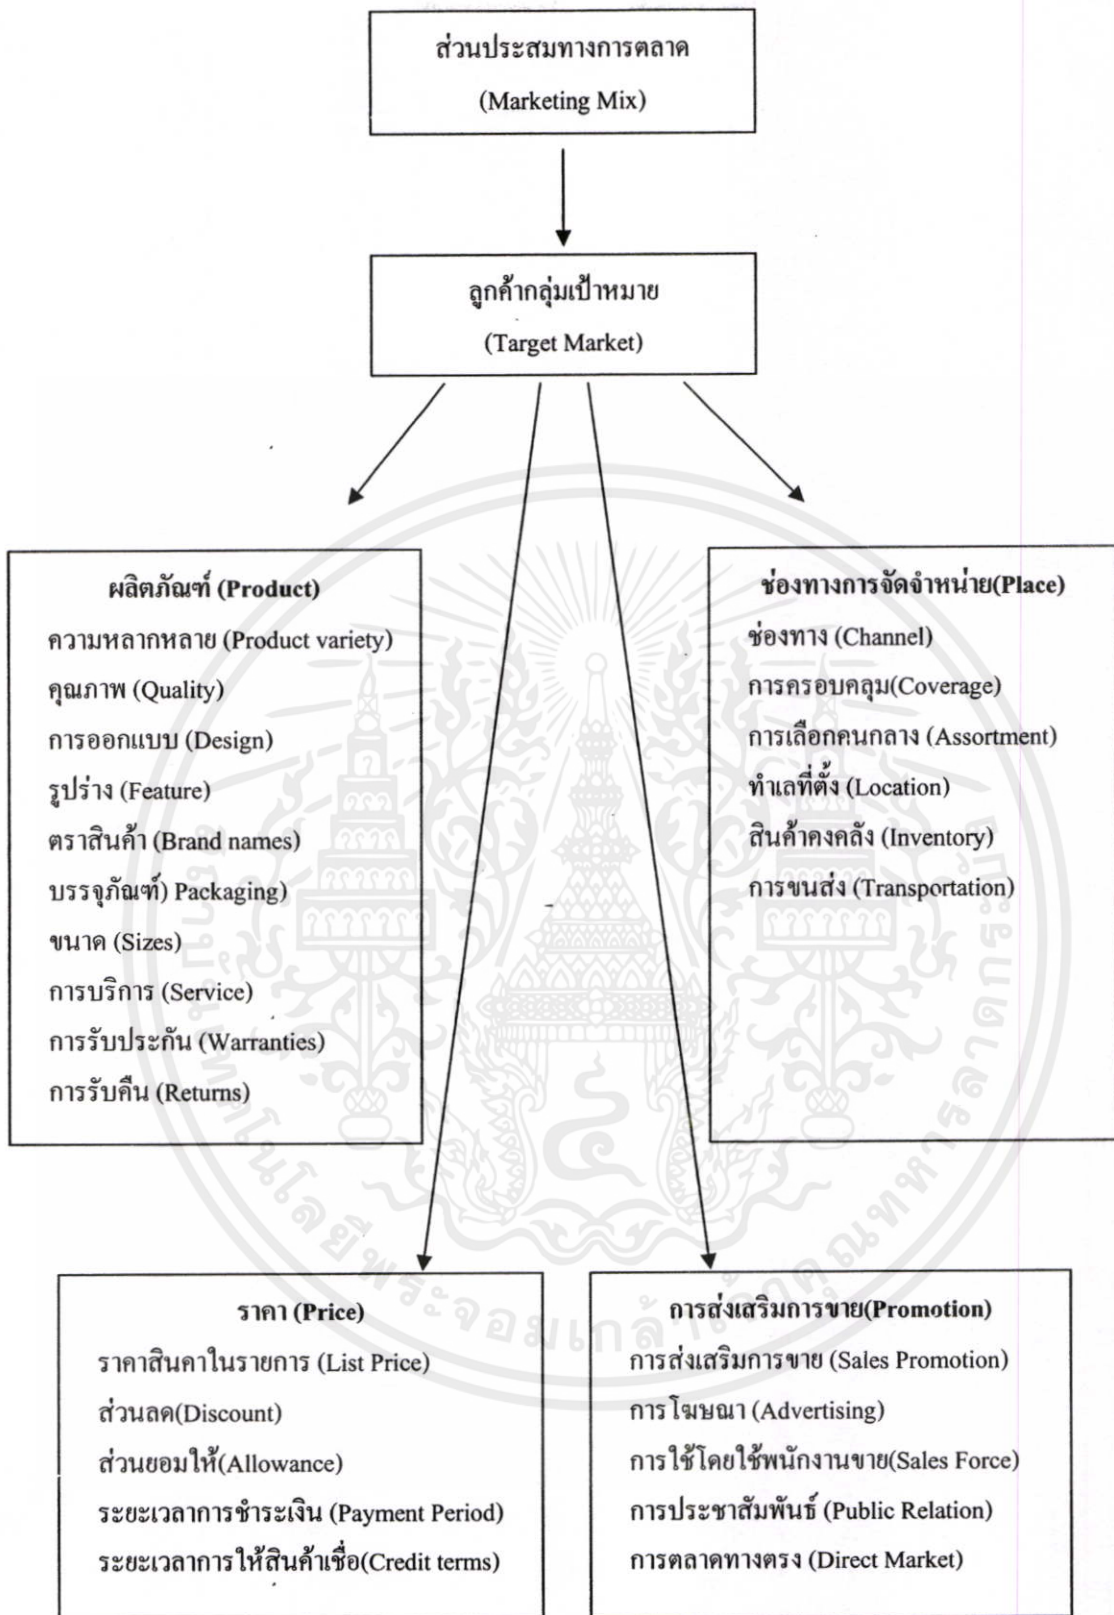 ส่วนประสมทางการตลาด
(Marketing Mix)
ลูกค้ากลุ่มเป้าหมาย
(Target Market)
ผลิตภัณฑ์ (Product)
ความหลากหลาย (Product variety)
คุณภาพ (Quality)
การออกแบบ (Design)
รูปร่าง (Feature)
ตราสินค้า (Brand names)
บรรจุภัณฑ์) Packaging)
ขนาด (Sizes)
การบริการ (Service)
การรับประกัน (Warranties)
การรับคืน (Returns)
ช่องทางการจัดจำหน่าย(Place)
ช่องทาง (Channel)
การครอบคลุม(Coverage)
การเลือกคนกลาง (Assortment)
ทำเลที่ตั้ง (Location)
สินค้าคงคลัง (Inventory)
การขนส่ง (Transportation)
ราคา (Price)
ราคาสินคาในรายการ (List Price)
ส่วนลด(Discount)
ส่วนยอมให้(Allowance)
ระยะเวลาการชำระเงิน (Payment Period)
ระยะเวลาการให้สินค้าเชื่อ(Credit terms)
การส่งเสริมการขาย(Promotion)
การส่งเสริมการขาย (Sales Promotion)
การโฆษณา (Advertising)
การใช้โดยใช้พนักงานขาย(Sales Force)
การประชาสัมพันธ์ (Public Relation)
การตลาดทางตรง (Direct Market)